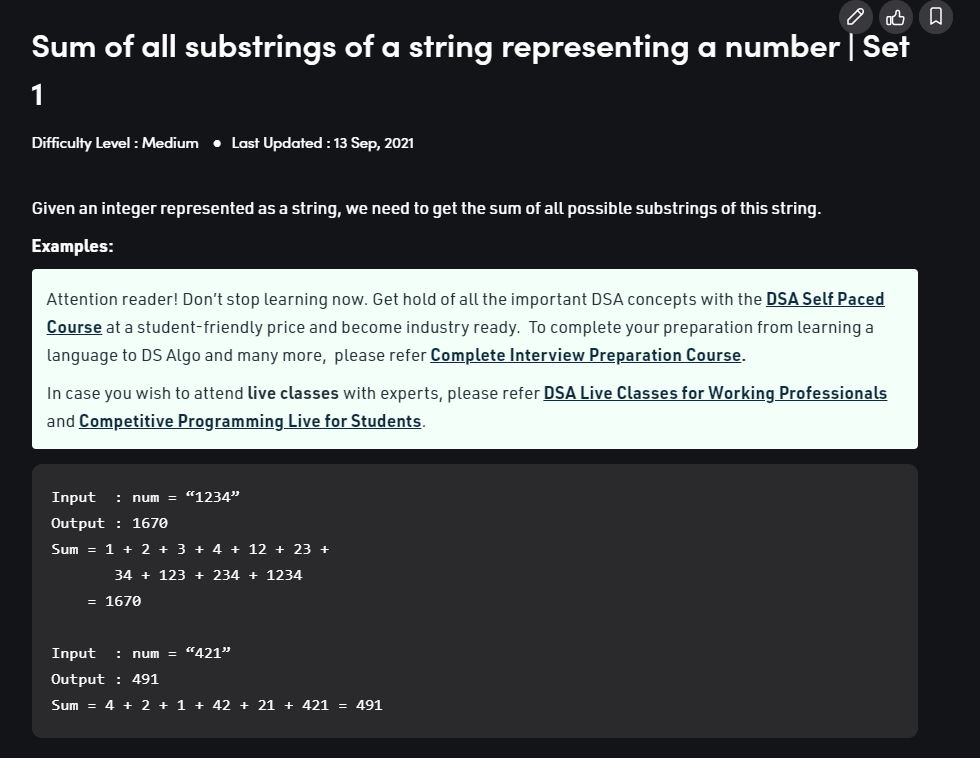 Sum of all substrings of a string representing a number | Set
1
Difficulty Level : Medium ● Last Updated : 13 Sep, 2021
Given an integer represented as a string, we need to get the sum of all possible substrings of this string.
Examples:
Attention reader! Don’t stop learning now. Get hold of all the important DSA concepts with the DSA Self Paced
Course at a student-friendly price and become industry ready.  To complete your preparation from learning a
language to DS Algo and many more,  please refer Complete Interview Preparation Course.
In case you wish to attend live classes with experts, please refer DSA Live Classes for Working Professionals
and Competitive Programming Live for Students.
Input  : num = “1234”
Output : 1670
Sum = 1 + 2 + 3 + 4 + 12 + 23 +
       34 + 123 + 234 + 1234
    = 1670
Input  : num = “421”
Output : 491
Sum = 4 + 2 + 1 + 42 + 21 + 421 = 491